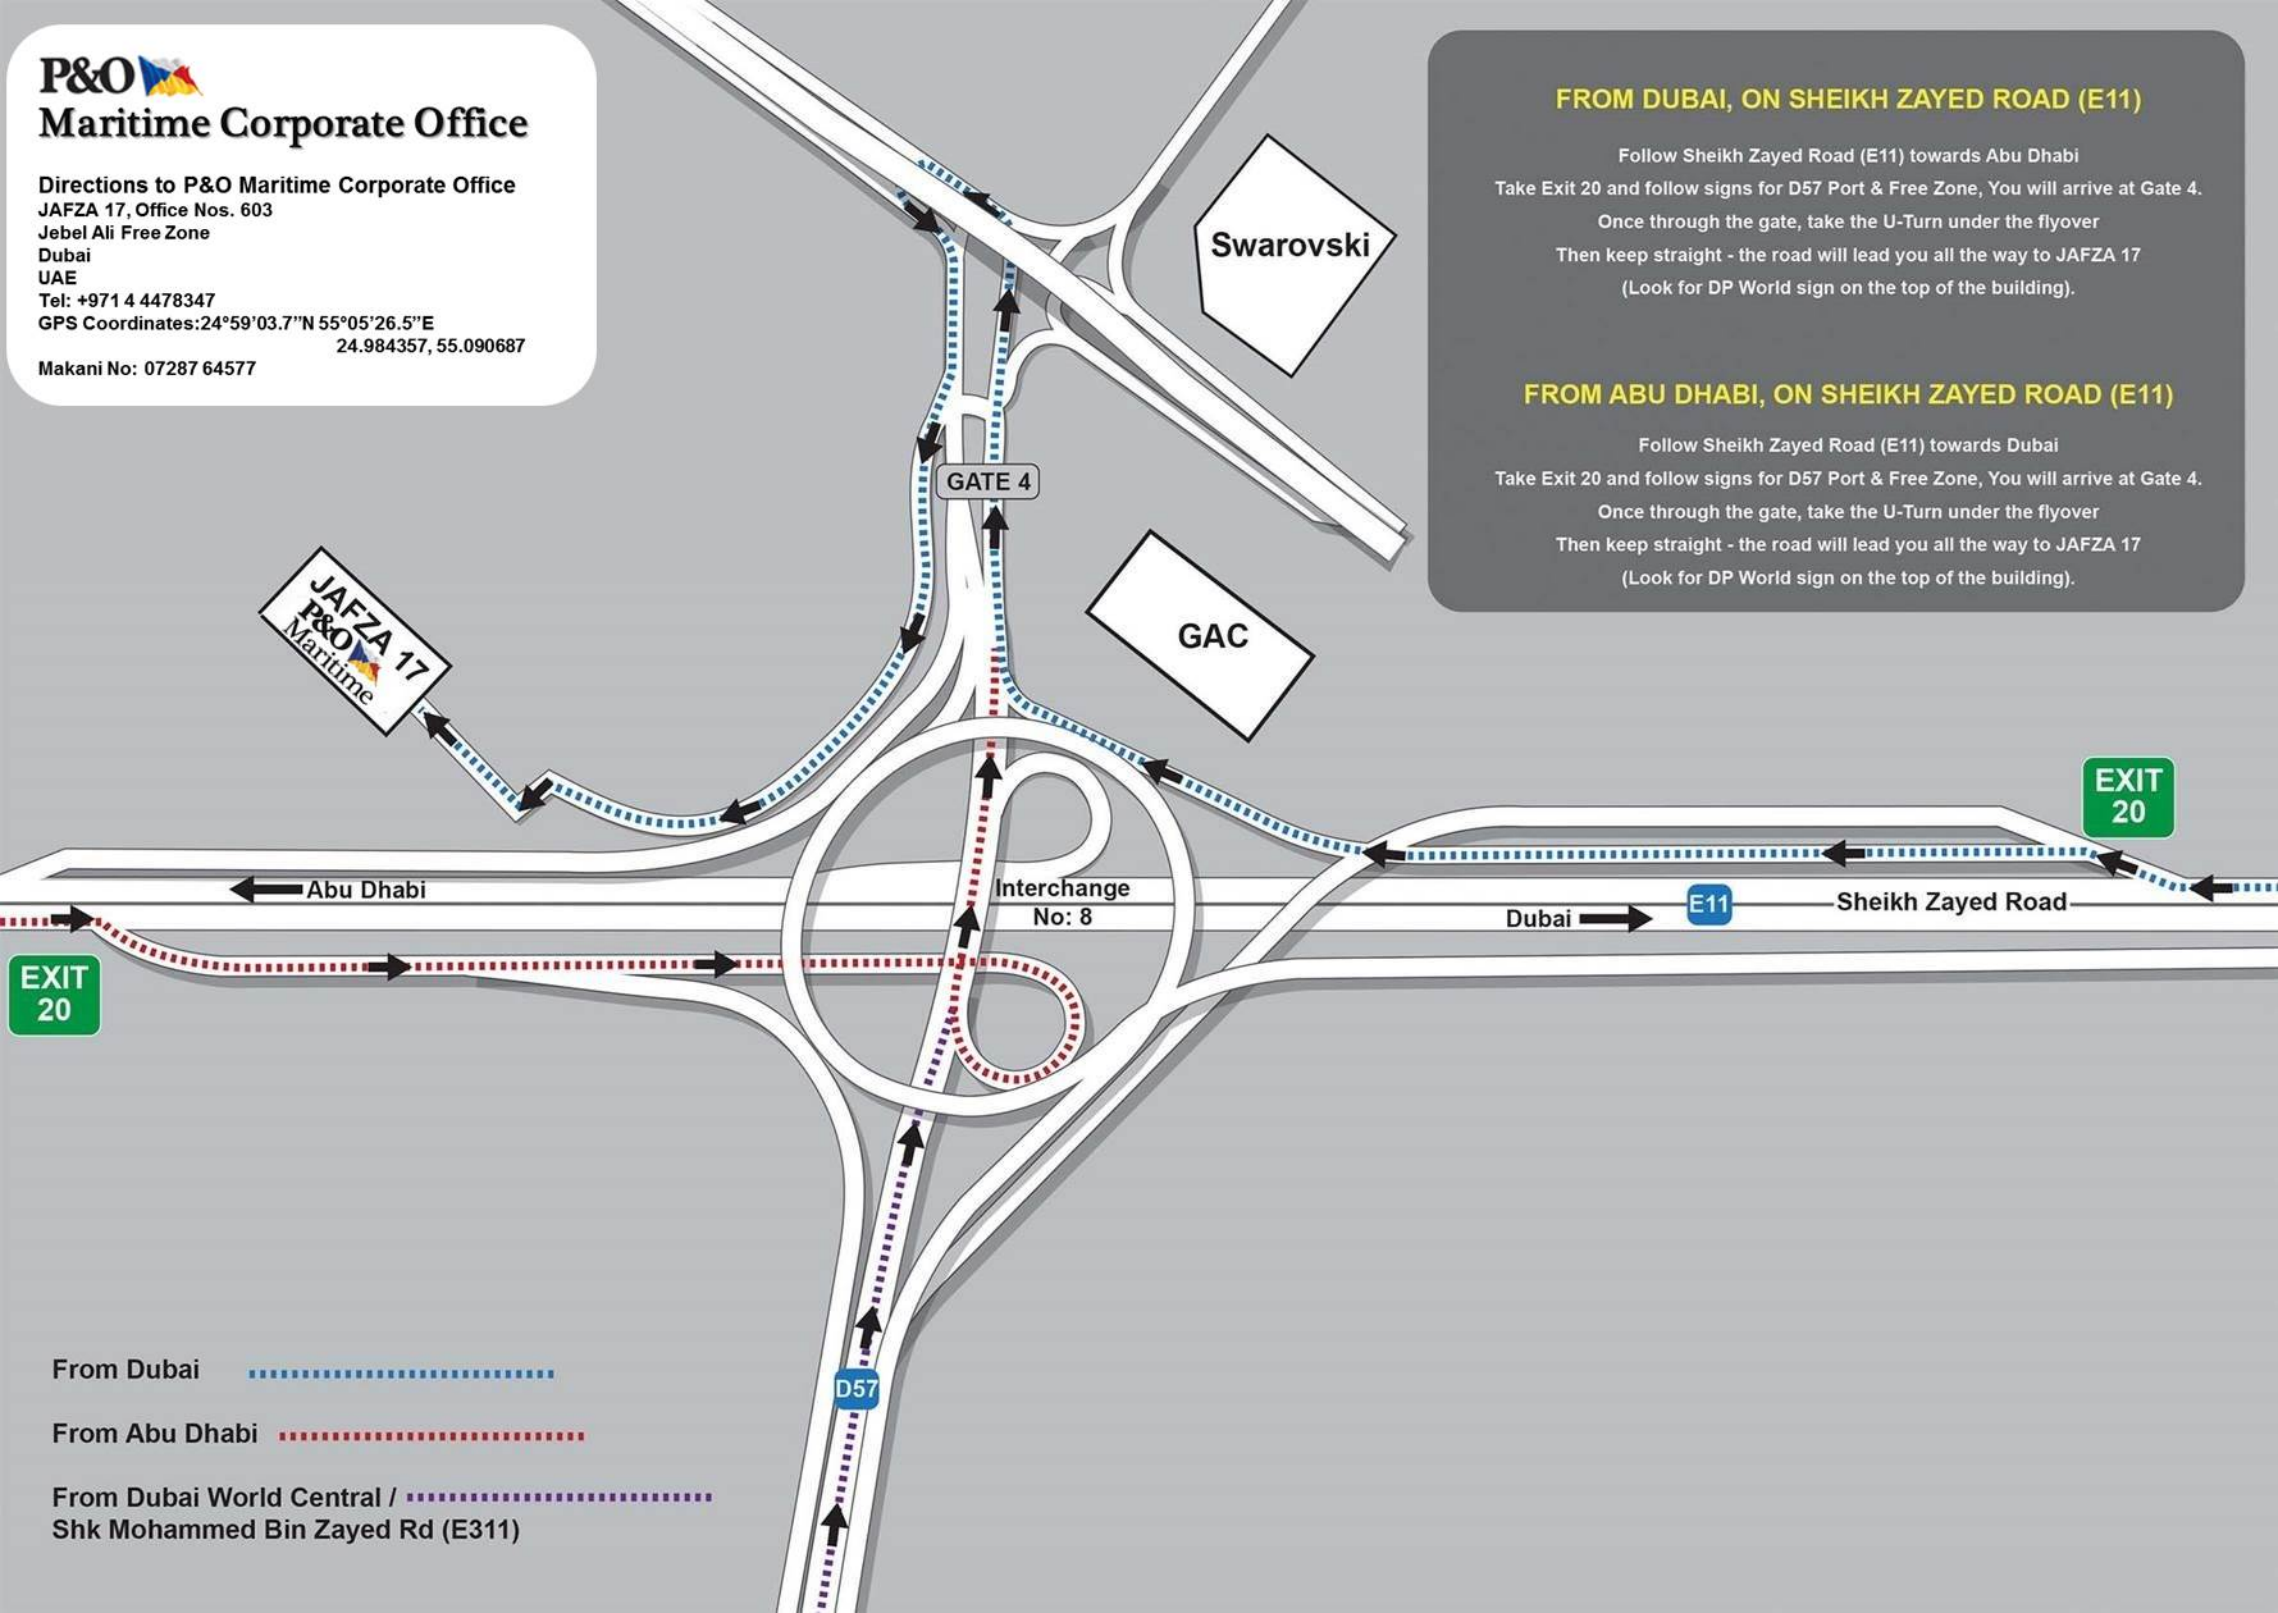 P&O
Maritime Corporate Office
Directions to P&O Maritime Corporate Office
JAFZA 17, Office Nos. 603
Jebel Ali Free Zone
Dubai
UAE
Tel: +971 4 4478347
GPS Coordinates:24°59’03.7”N 55°05’26.5”E
24.984357, 55.090687
Makani No: 07287 64577
FROM DUBAI, ON SHEIKH ZAYED ROAD (E11)
Follow Sheikh Zayed Road (E11) towards Abu Dhabi
Take Exit 20 and follow signs for D57 Port & Free Zone, You will arrive at Gate 4.
Once through the gate, take the U-Turn under the flyover
Then keep straight - the road will lead you all the way to JAFZA 17
(Look for DP World sign on the top of the building).
FROM ABU DHABI, ON SHEIKH ZAYED ROAD (E11)
Follow Sheikh Zayed Road (E11) towards Dubai
Take Exit 20 and follow signs for D57 Port & Free Zone, You will arrive at Gate 4.
Once through the gate, take the U-Turn under the flyover
Then keep straight - the road will lead you all the way to JAFZA 17
(Look for DP World sign on the top of the building).
Swarovski
GATE 4
GAC
JAFZA 17
P&O
Maritime
EXIT
20
Abu Dhabi
Interchange
No: 8
Dubai
E11
Sheikh Zayed Road
EXIT
20
D57
From Dubai
From Abu Dhabi
From Dubai World Central /
Shk Mohammed Bin Zayed Rd (E311)